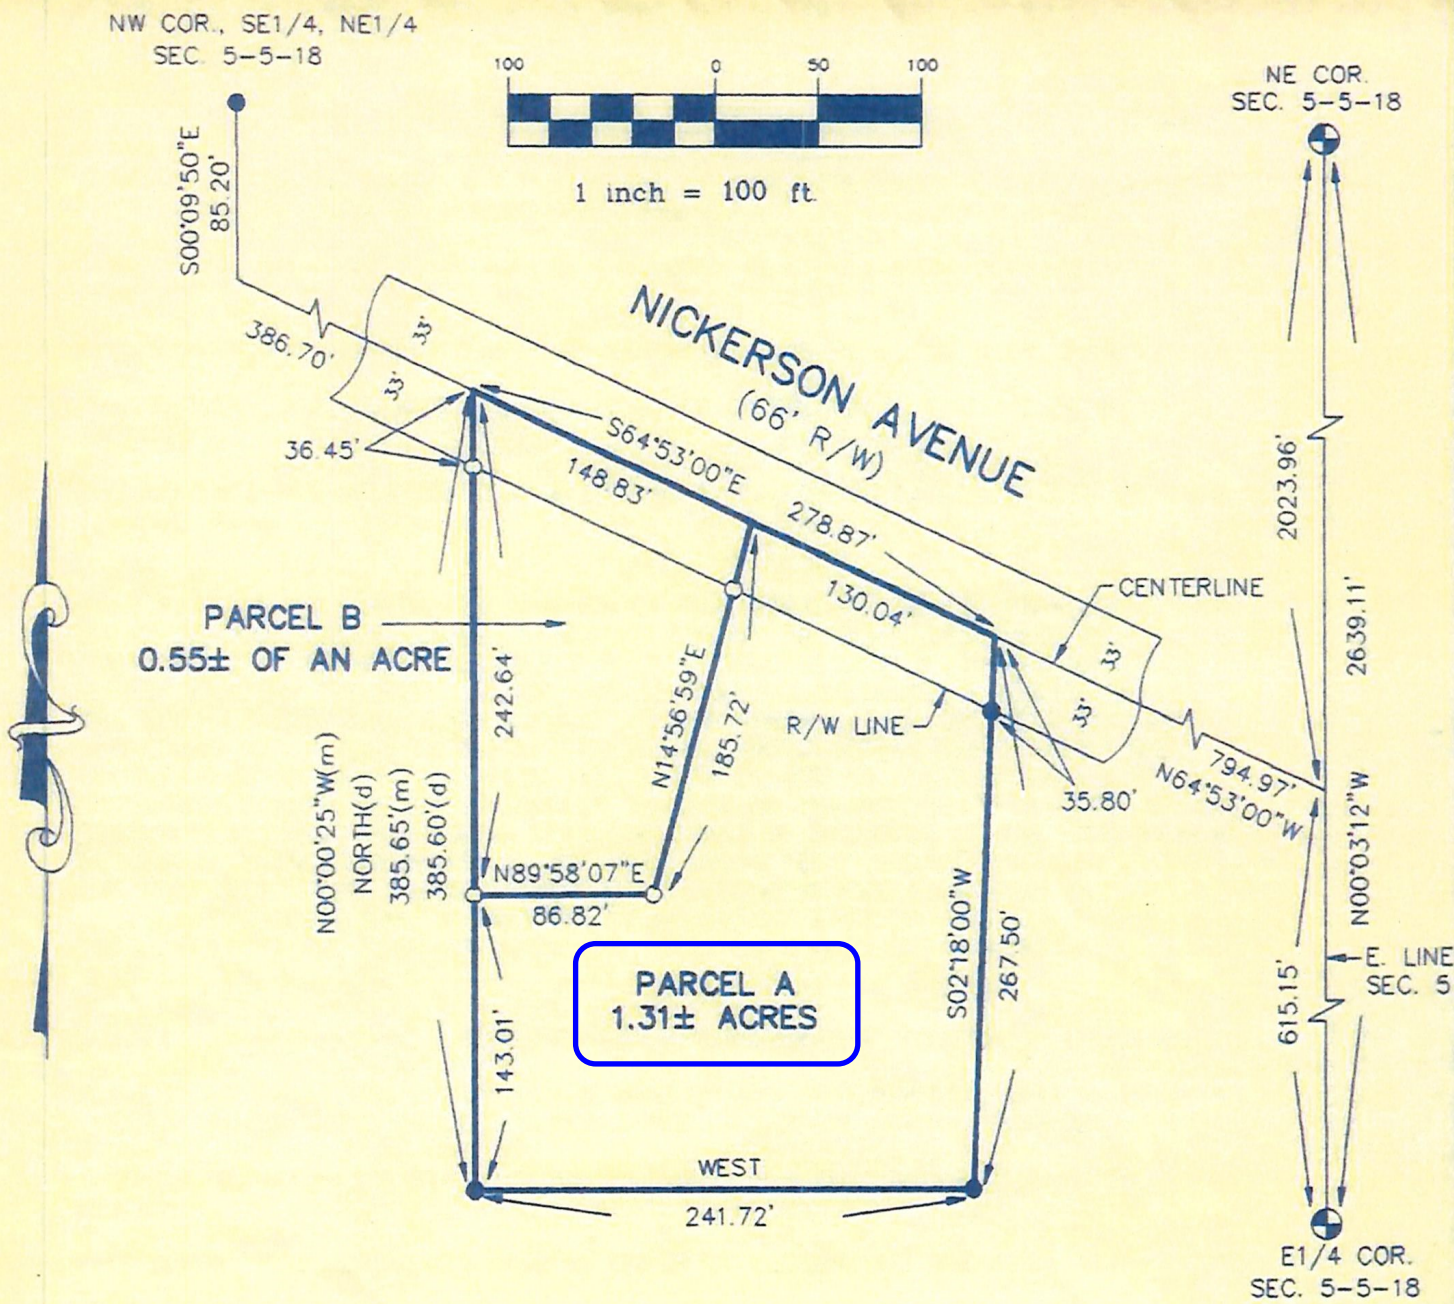 NW COR., SE1/4, NE1/4
SEC. 5-5-18
100 0 50 100
1 inch = 100 ft.
NE COR.
SEC. 5-5-18
S00°09'50"E
85.20'
386.70'
33'
33'
NICKERSON AVENUE
(66' R/W)
36.45'
S64°53'00"E
148.83'
278.87'
130.04'
CENTERLINE
33'
33'
R/W LINE
35.80'
794.97'
N64°53'00"W
2023.96'
2639.11'
N00°03'12"W
615.15'
E. LINE
SEC. 5
PARCEL B
0.55± OF AN ACRE
242.64'
N00°00'25"W(m)
NORTH(d)
385.65'(m)
385.60'(d)
N14°56'59"E
185.72'
N89°58'07"E
86.82'
PARCEL A
1.31± ACRES
S02°18'00"W
267.50'
143.01'
WEST
241.72'
E1/4 COR.
SEC. 5-5-18